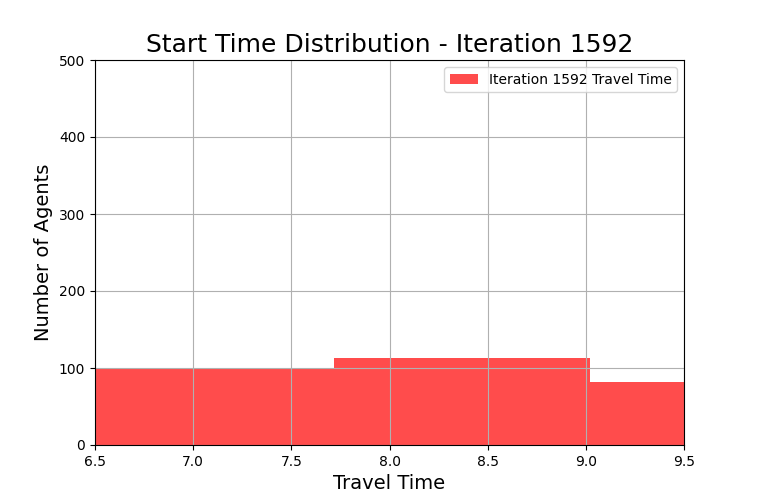 Start Time Distribution - Iteration 1592
500
Iteration 1592 Travel Time
400
300
200
100
0
Number of Agents
6.5 7.0 7.5 8.0 8.5 9.0 9.5
Travel Time